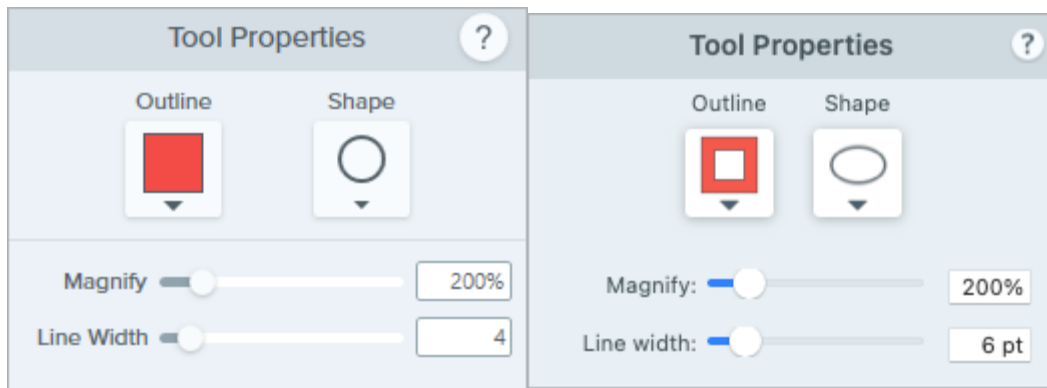 Tool Properties ?
Outline Shape
Magnify 200%
Line Width 4
Tool Properties ?
Outline Shape
Magnify: 200%
Line width: 6 pt